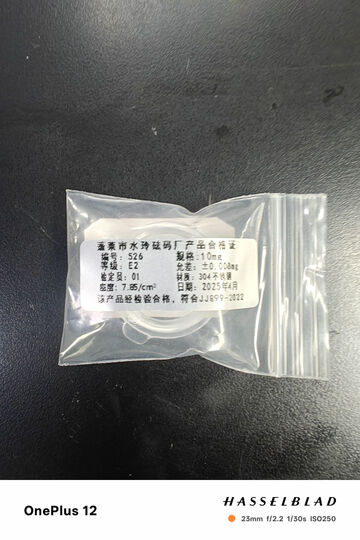 蓬莱市水玲砝码厂产品合格证
编号: 526 规格: 10mg
等级: E2 允差: ±0.008mg
检定员: 01 材质: 304不锈钢
密度: 7.85/cm³ 日期: 2025年4月
该产品经检验合格，符合JJG99-2022
OnePlus 12
HASSELBLAD
23mm f/2.2 1/30s ISO250